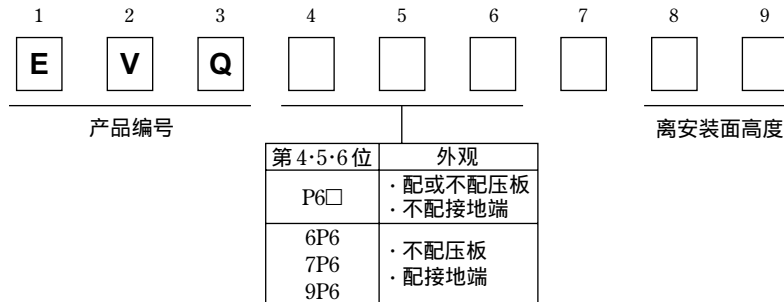 1 2 3 4 5 6 7 8 9
E V Q
产品编号 离安装面高度
第4·5·6位 外观
P6□ ·配或不配压板
·不配接地端
6P6
7P6
9P6
·不配压板
·配接地端